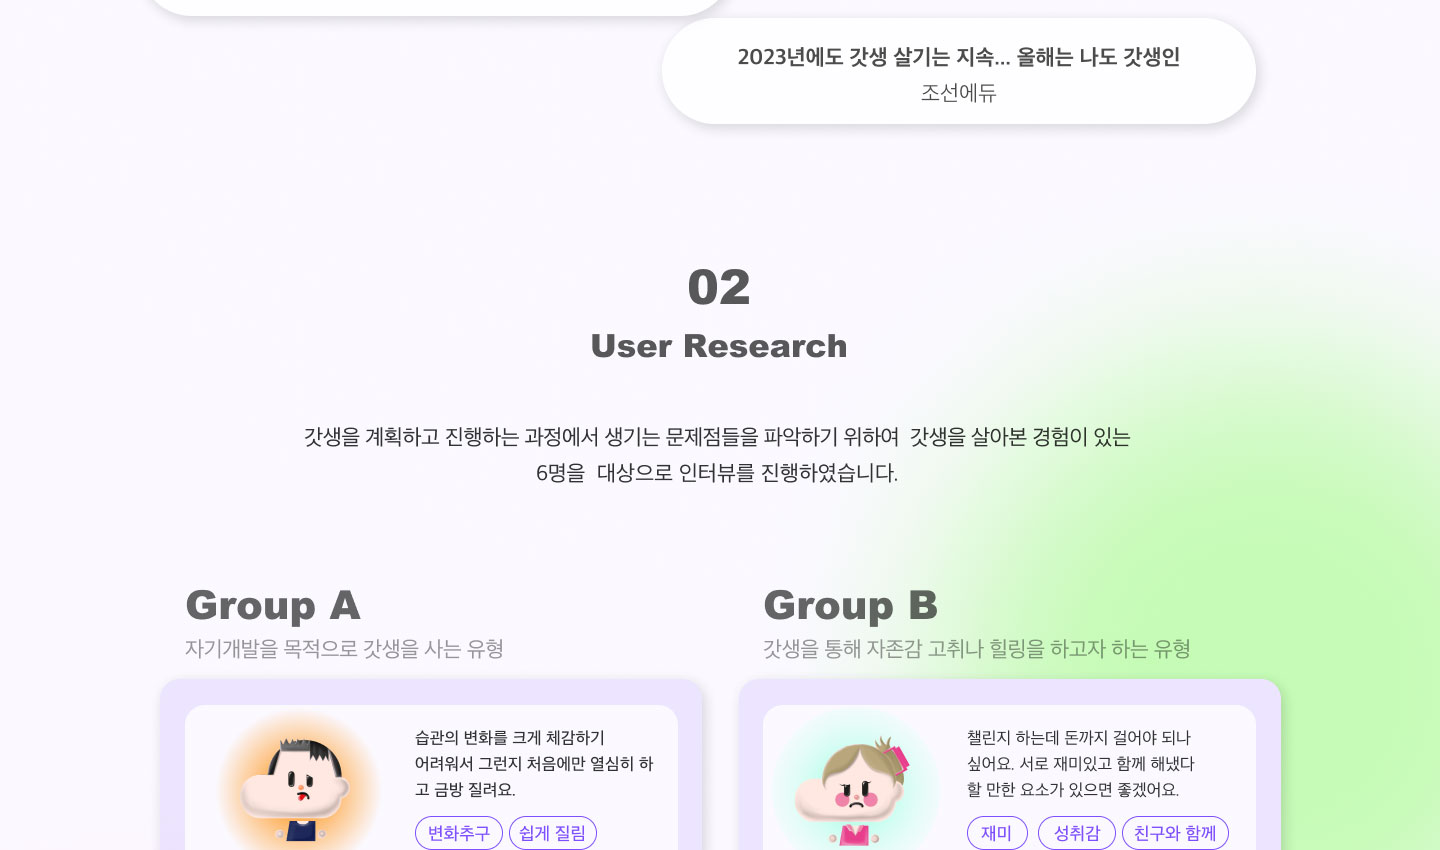 2023년에도 갓생 살기는 지속... 올해는 나도 갓생인
조선에듀
02
User Research
갓생을 계획하고 진행하는 과정에서 생기는 문제점들을 파악하기 위하여 갓생을 살아본 경험이 있는
6명을 대상으로 인터뷰를 진행하였습니다.
Group A
자기개발을 목적으로 갓생을 사는 유형
습관의 변화를 크게 체감하기
어려워서 그런지 처음에만 열심히 하
고 금방 질려요.
변화추구 쉽게 질림
Group B
갓생을 통해 자존감 고취나 힐링을 하고자 하는 유형
챌린지 하는데 돈까지 걸어야 되나
싶어요. 서로 재미있고 함께 해냈다
할 만한 요소가 있으면 좋겠어요.
재미 성취감 친구와 함께